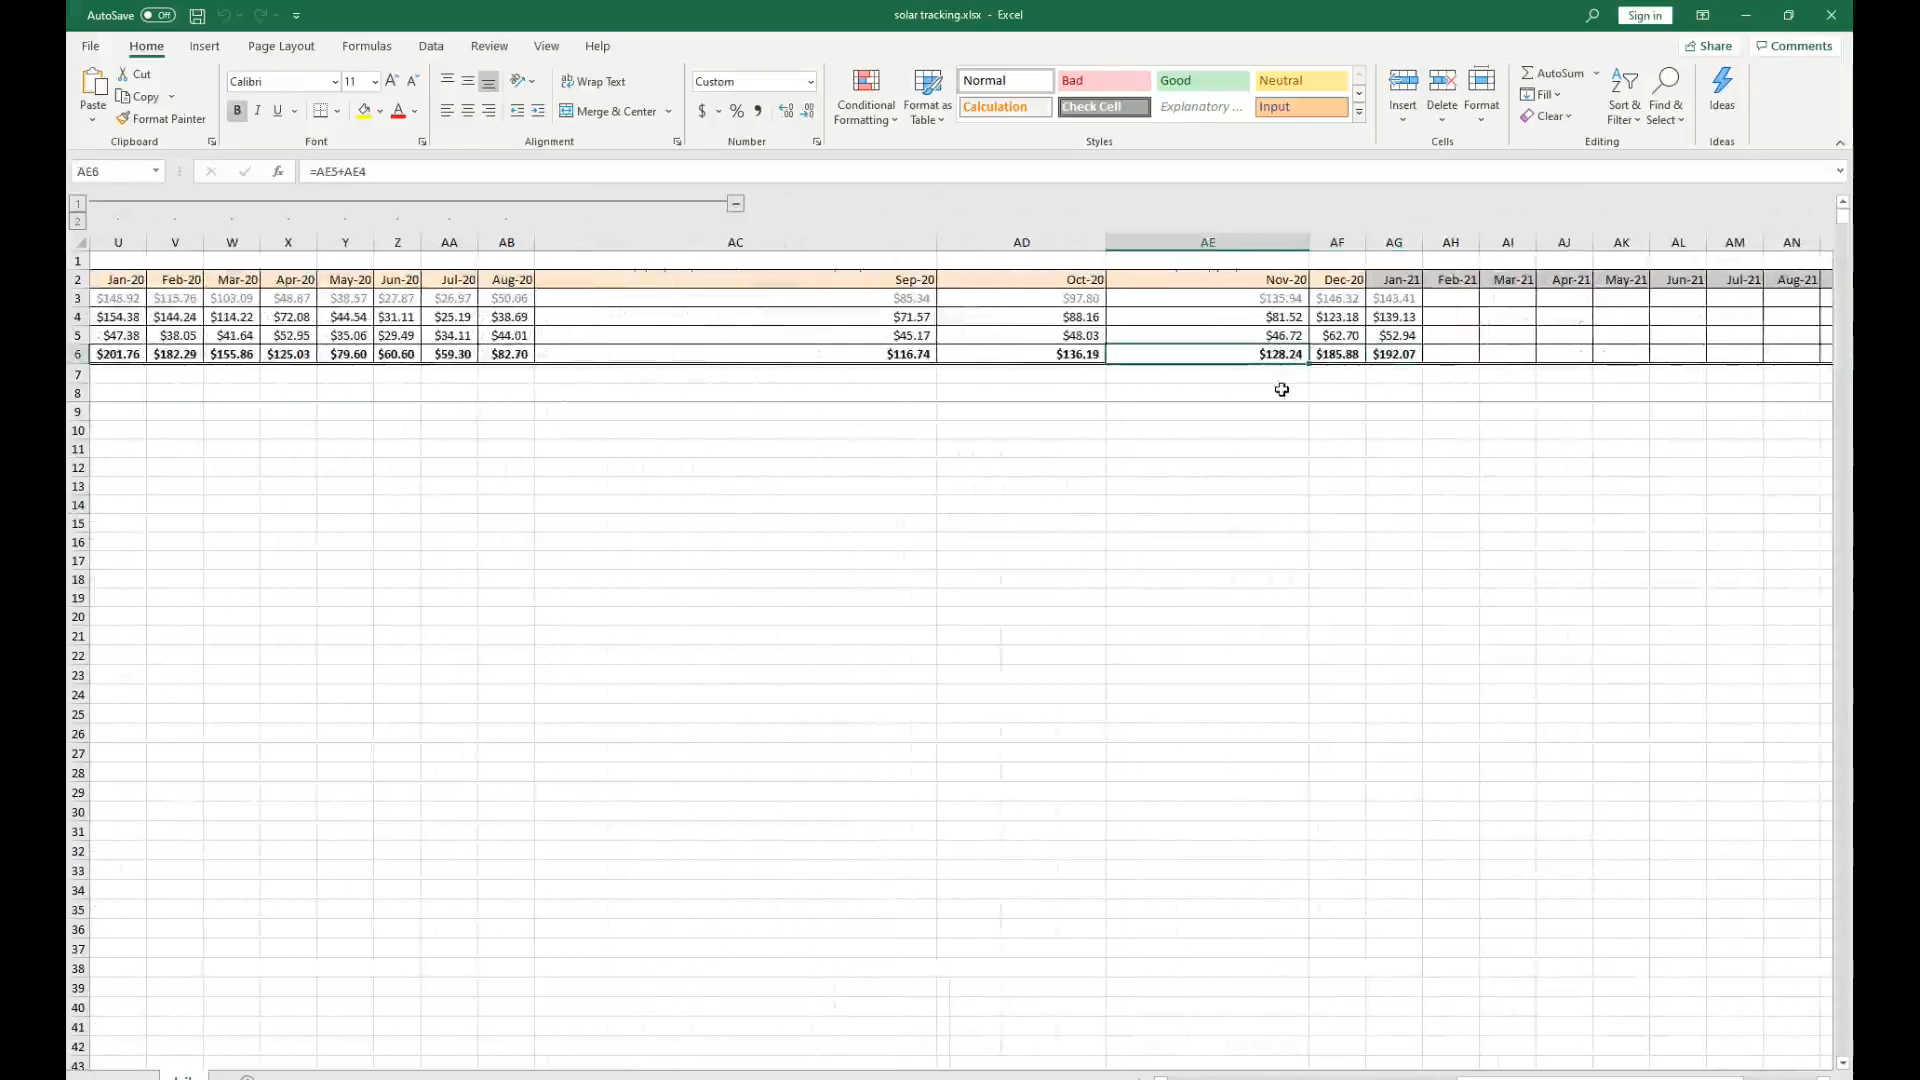 AutoSave Off solar tracking.xlsx - Excel Sign in
File Home Insert Page Layout Formulas Data Review View Help Share Comments
Paste Cut Copy Format Painter Clipboard
Calibri 11 A A B I U A Font
Wrap Text Merge & Center Alignment
Custom $ % , Number
Conditional Formatting Format as Table
Normal Bad Good Neutral
Calculation Check Cell Explanatory ... Input
Styles
Insert Delete Format Cells
AutoSum Fill Clear Sort & Filter Find & Select Editing
Ideas Ideas
AE6 fx =AE5+AE4
1
2
U V W X Y Z AA AB AC AD AE AF AG AH AI AJ AK AL AM AN
1
2 Jan-20 Feb-20 Mar-20 Apr-20 May-20 Jun-20 Jul-20 Aug-20 Sep-20 Oct-20 Nov-20 Dec-20 Jan-21 Feb-21 Mar-21 Apr-21 May-21 Jun-21 Jul-21 Aug-21
3 $148.92 $115.76 $103.09 $48.87 $38.57 $27.87 $26.97 $50.06 $85.34 $97.80 $135.94 $146.32 $143.41
4 $154.38 $144.24 $114.22 $72.08 $44.54 $31.11 $25.19 $38.69 $71.57 $88.16 $81.52 $123.18 $139.13
5 $47.38 $38.05 $41.64 $52.95 $35.06 $29.49 $34.11 $44.01 $45.17 $48.03 $46.72 $62.70 $52.94
6 $201.76 $182.29 $155.86 $125.03 $79.60 $60.60 $59.30 $82.70 $116.74 $136.19 $128.24 $185.88 $192.07
7
8
9
10
11
12
13
14
15
16
17
18
19
20
21
22
23
24
25
26
27
28
29
30
31
32
33
34
35
36
37
38
39
40
41
42
43